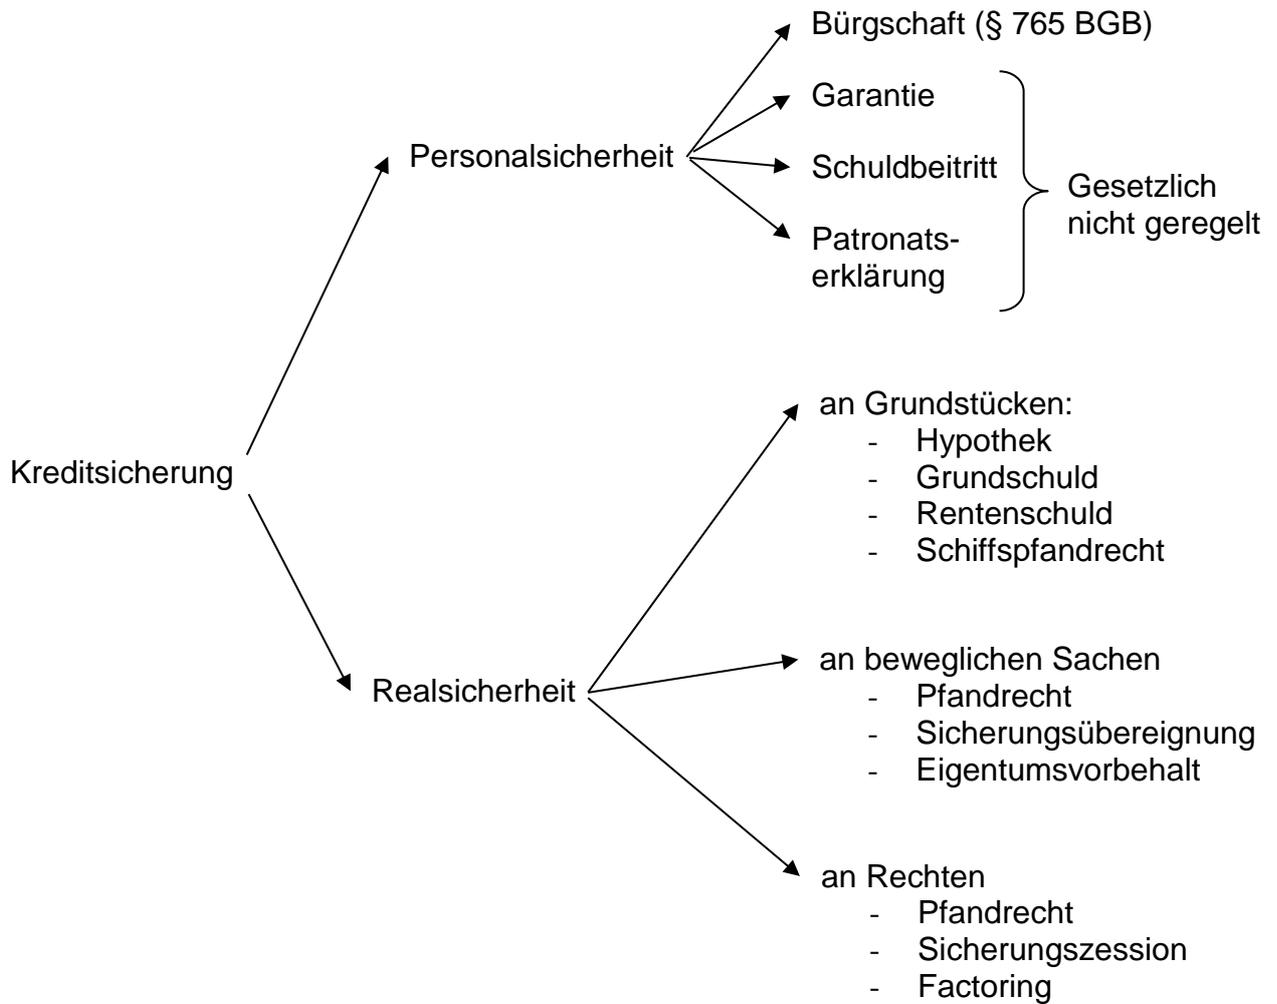 Bürgschaft (§ 765 BGB)
Garantie
Personalsicherheit
Schuldbeitritt
Gesetzlich
nicht geregelt
Patronats-
erklärung
an Grundstücken:
- Hypothek
Kreditsicherung
- Grundschuld
- Rentenschuld
- Schiffspfandrecht
an beweglichen Sachen
Realsicherheit
- Pfandrecht
- Sicherungsübereignung
- Eigentumsvorbehalt
an Rechten
- Pfandrecht
- Sicherungszession
- Factoring